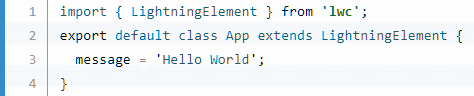 1 import { LightningElement } from 'lwc';
2 export default class App extends LightningElement {
3   message = 'Hello World';
4 }